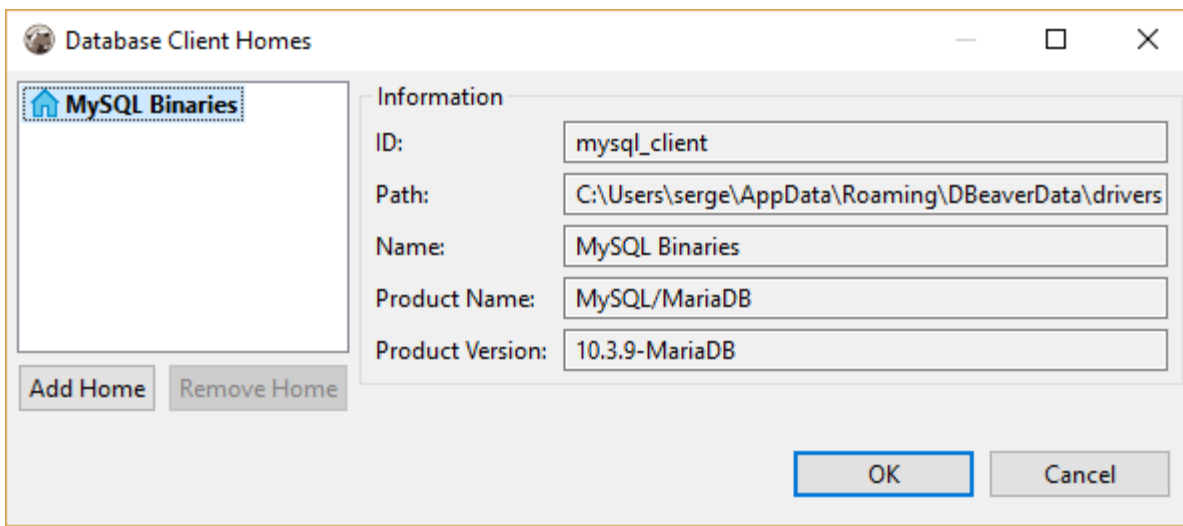 Database Client Homes
MySQL Binaries
Information
ID: mysql_client
Path: C:\Users\serge\AppData\Roaming\DBeaverData\drivers
Name: MySQL Binaries
Product Name: MySQL/MariaDB
Product Version: 10.3.9-MariaDB
Add Home Remove Home
OK Cancel